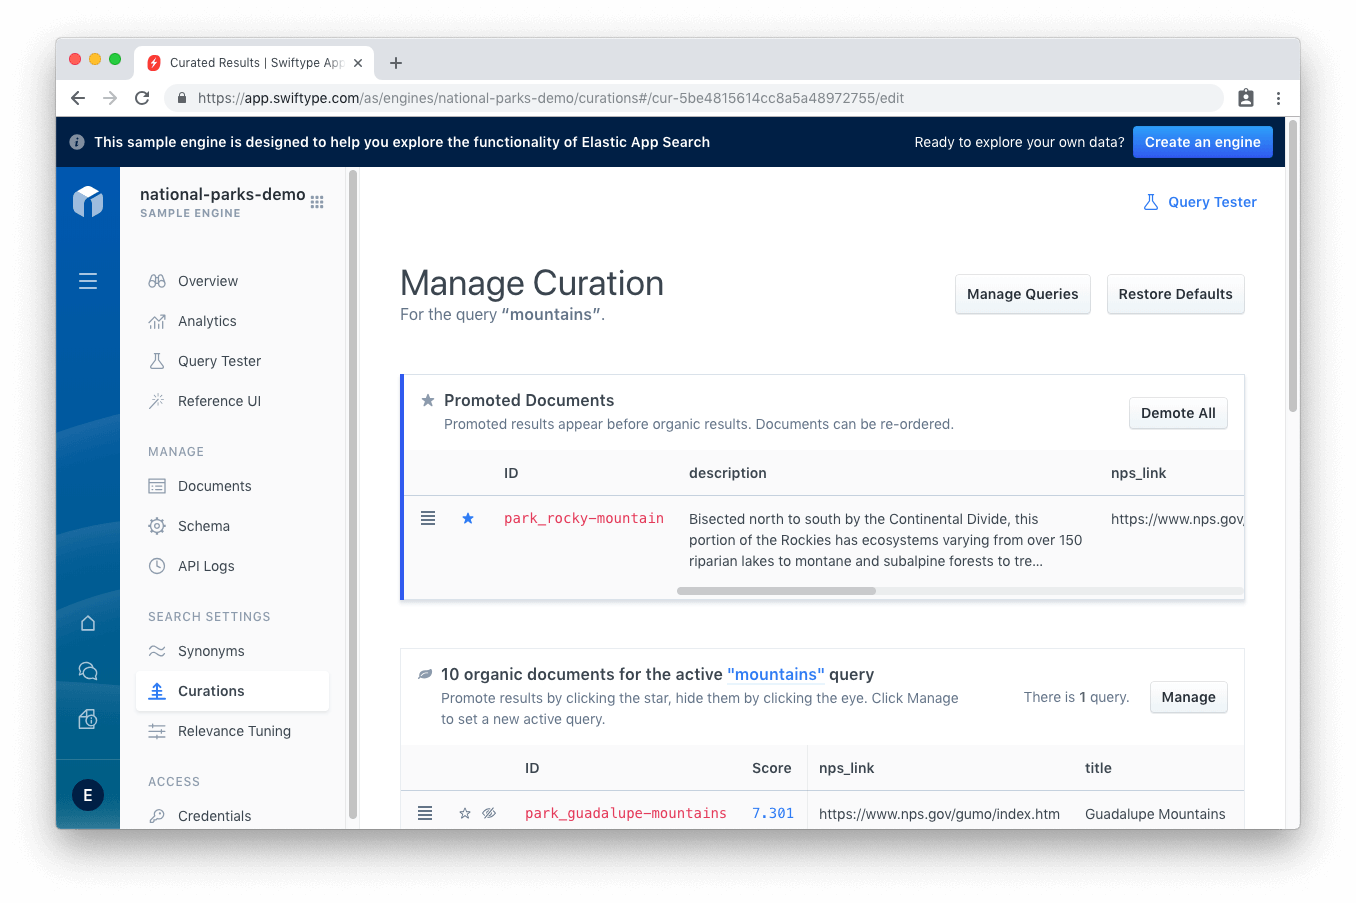 Curated Results | Swiftype App
https://app.swiftype.com/as/engines/national-parks-demo/curations#/cur-5be4815614cc8a5a48972755/edit
This sample engine is designed to help you explore the functionality of Elastic App Search
Ready to explore your own data?
Create an engine
national-parks-demo
SAMPLE ENGINE
Overview
Analytics
Query Tester
Reference UI
MANAGE
Documents
Schema
API Logs
SEARCH SETTINGS
Synonyms
Curations
Relevance Tuning
ACCESS
Credentials
E
Query Tester
Manage Curation
For the query “mountains”.
Manage Queries
Restore Defaults
Promoted Documents
Promoted results appear before organic results. Documents can be re-ordered.
Demote All
ID description nps_link
park_rocky-mountain
Bisected north to south by the Continental Divide, this
portion of the Rockies has ecosystems varying from over 150
riparian lakes to montane and subalpine forests to tre...
https://www.nps.gov/
10 organic documents for the active "mountains" query
Promote results by clicking the star, hide them by clicking the eye. Click Manage
to set a new active query.
There is 1 query.
Manage
ID Score nps_link title
park_guadalupe-mountains 7.301 https://www.nps.gov/gumo/index.htm Guadalupe Mountains